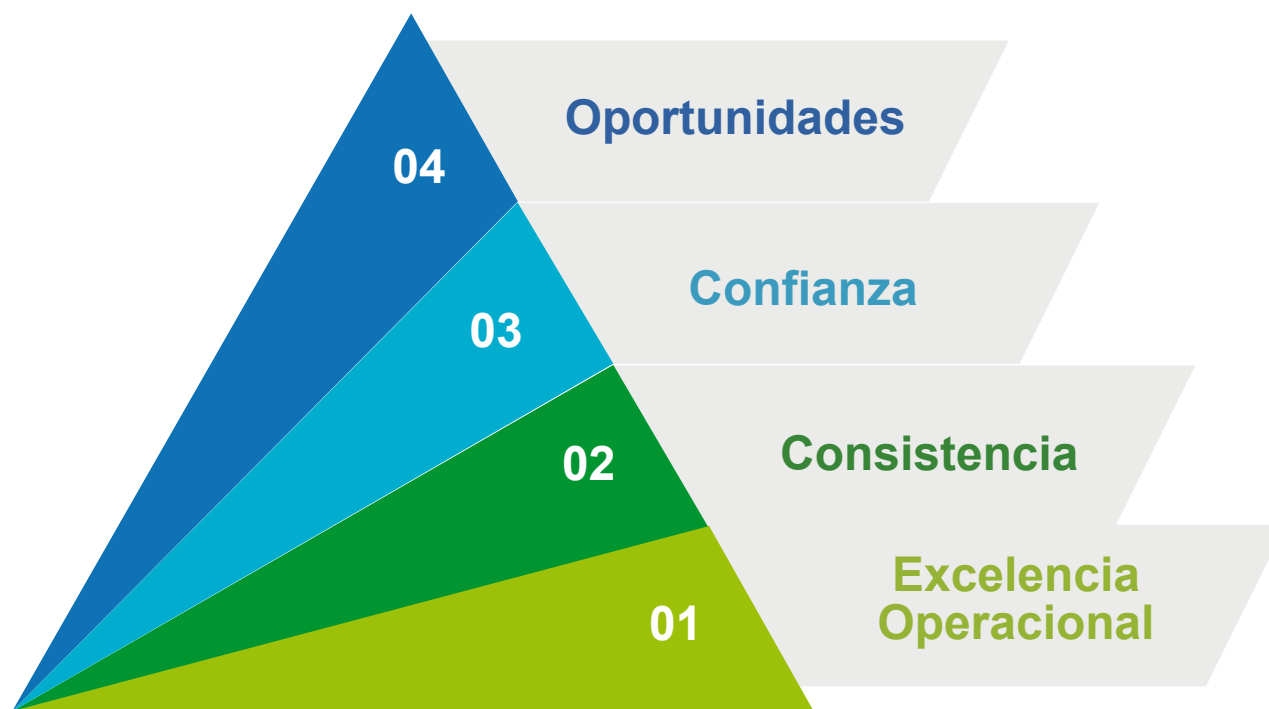 Oportunidades
04
Confianza
03
Consistencia
02
Excelencia
Operacional
01